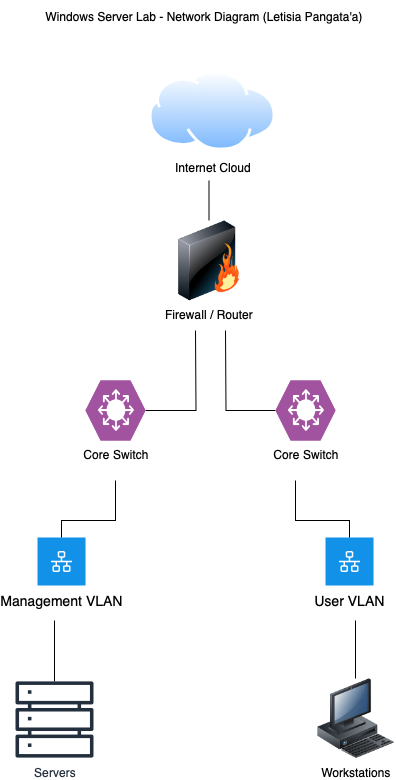 Windows Server Lab - Network Diagram (Letisia Pangata'a)
Internet Cloud
Firewall / Router
Core Switch
Core Switch
Management VLAN
User VLAN
Servers
Workstations